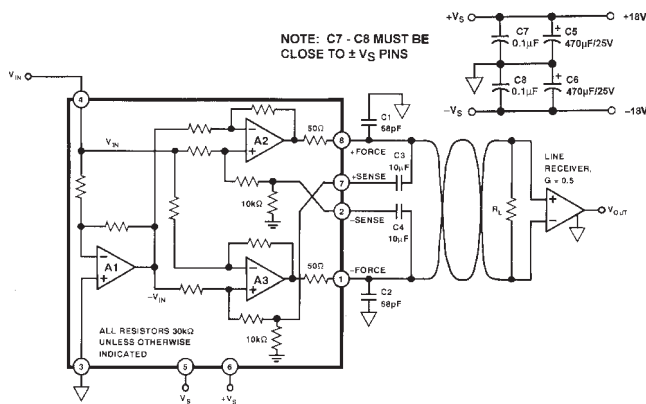 NOTE: C7 - C8 MUST BE
CLOSE TO ± VS PINS
+VS
+18V
C7
0.1µF
+
C5
470µF/25V
C8
0.1µF
+
C6
470µF/25V
–VS
–18V
VIN
4
VIN
A2
50Ω
8
+FORCE
C1
58pF
+SENSE
7
C3
10µF
10kΩ
2
–SENSE
C4
10µF
A1
–VIN
A3
50Ω
1
–FORCE
C2
58pF
10kΩ
RL
LINE
RECEIVER,
G = 0.5
VOUT
ALL RESISTORS 30kΩ
UNLESS OTHERWISE
INDICATED
3
5
6
VS
+VS